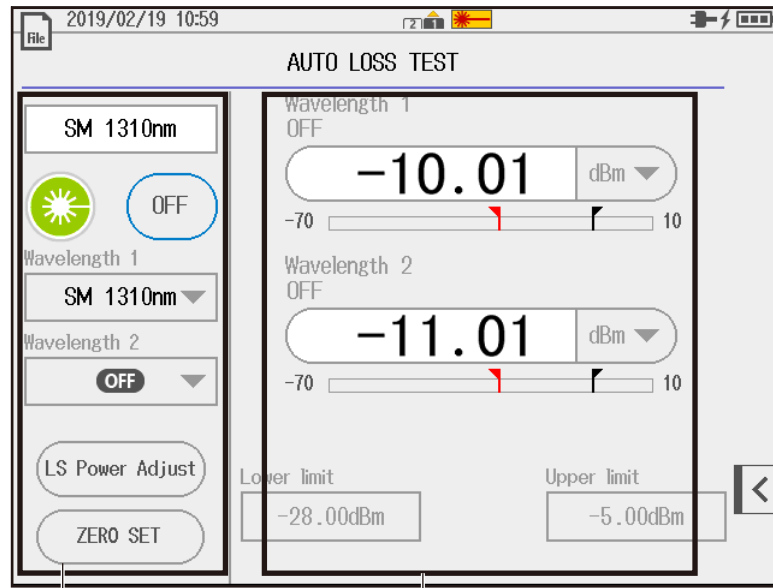 2019/02/19 10:59
File
2 1
AUTO LOSS TEST
SM 1310nm
OFF
Wavelength 1
SM 1310nm
Wavelength 2
OFF
LS Power Adjust
ZERO SET
Wavelength 1
OFF
-10.01 dBm
-70 10
Wavelength 2
OFF
-11.01 dBm
-70 10
Lower limit Upper limit
-28.00dBm -5.00dBm